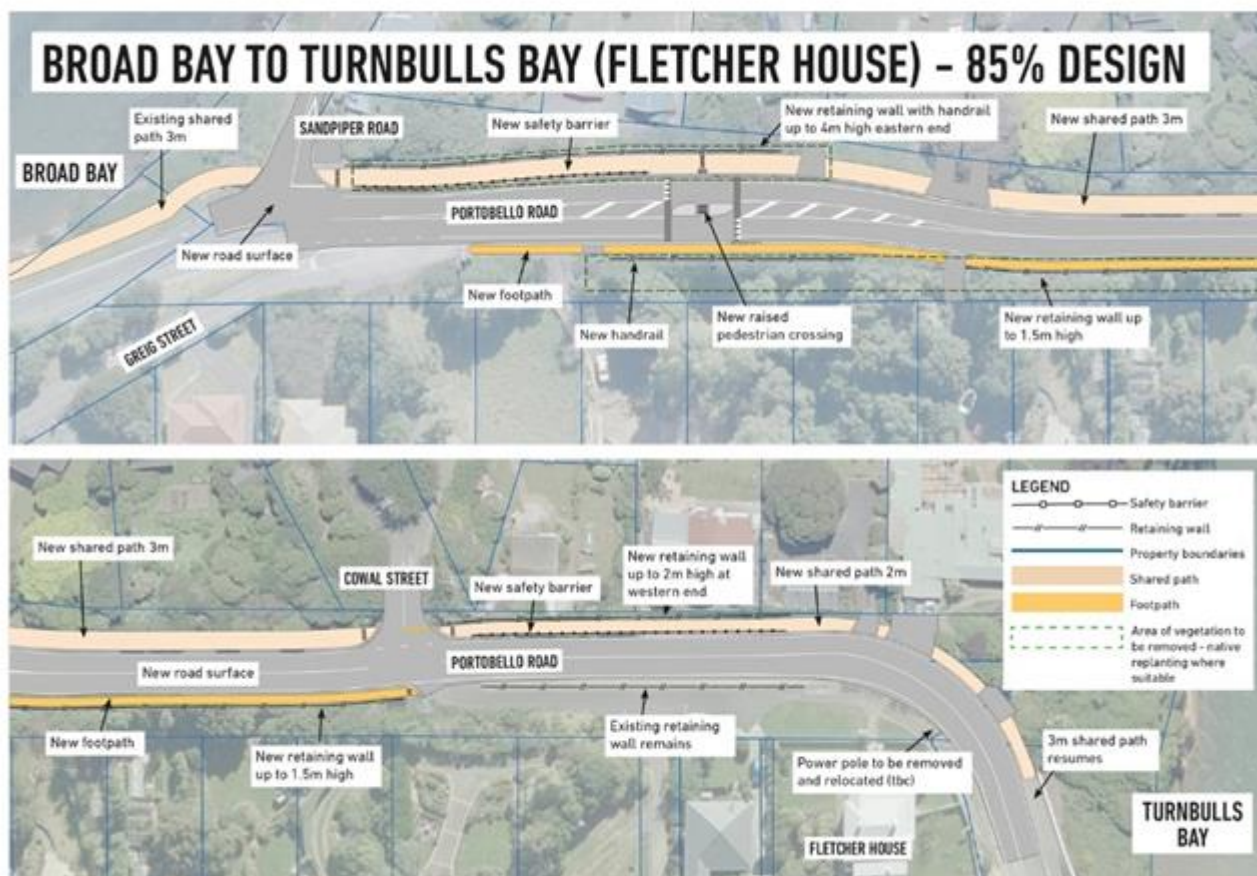 BROAD BAY TO TURNBULLS BAY (FLETCHER HOUSE) – 85% DESIGN
Existing shared
path 3m
SANDPIPER ROAD
New safety barrier
New retaining wall with handrail
up to 4m high eastern end
New shared path 3m
BROAD BAY
PORTOBELLO ROAD
New road surface
New footpath
GREIG STREET
New handrail
New raised
pedestrian crossing
New retaining wall up
to 1.5m high
New shared path 3m
COWAL STREET
New safety barrier
New retaining wall
up to 2m high at
western end
New shared path 2m
New road surface
PORTOBELLO ROAD
New footpath
New retaining wall
up to 1.5m high
Existing retaining
wall remains
Power pole to be removed
and relocated (tbc)
3m shared path
resumes
FLETCHER HOUSE
TURNBULLS
BAY
LEGEND
Safety barrier
Retaining wall
Property boundaries
Shared path
Footpath
Area of vegetation to
be removed - native
replanting where
suitable